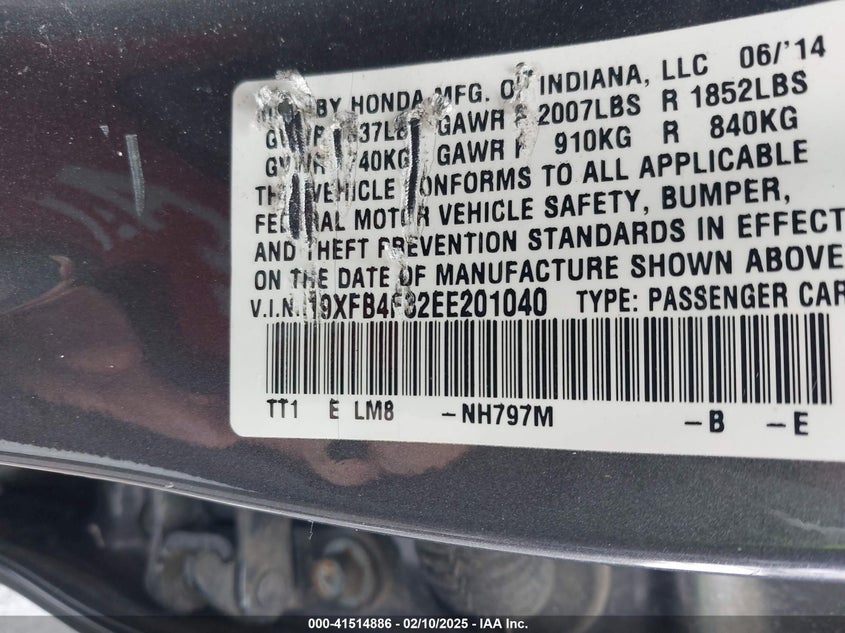 BY HONDA MFG. OF INDIANA, LLC 06/'14
GAWR F 2007LBS R 1852LBS
GAWR F 910KG R 840KG
THIS VEHICLE CONFORMS TO ALL APPLICABLE
FEDERAL MOTOR VEHICLE SAFETY, BUMPER,
AND THEFT PREVENTION STANDARDS IN EFFECT
ON THE DATE OF MANUFACTURE SHOWN ABOVE.
V.I.N. TYPE: PASSENGER CAR
TT1 E LM8 -NH797M -B -E
000-41514886 - 02/10/2025 - IAA Inc.